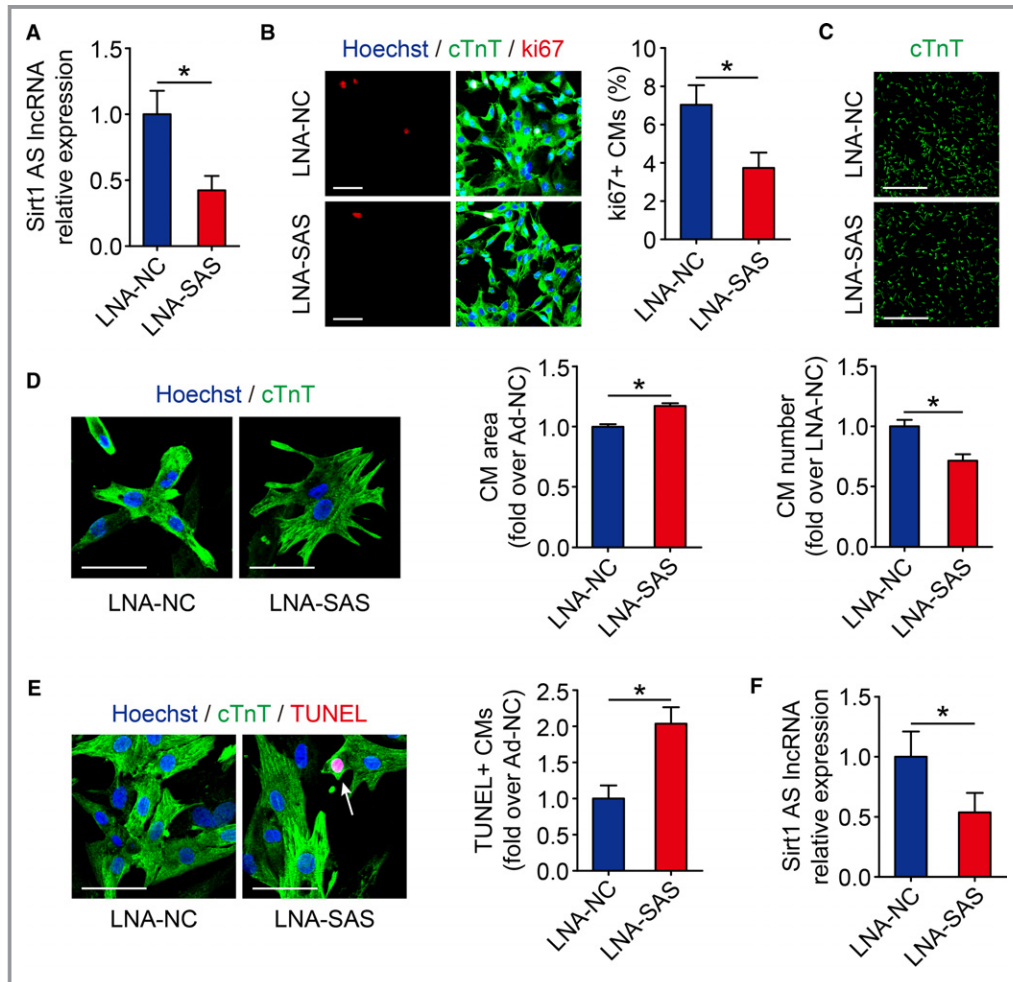 A
Sirt1 AS lncRNA
relative expression
1.5
1.0
0.5
0.0
*
LNA-NC
LNA-SAS
B
Hoechst / cTnT / ki67
LNA-NC
LNA-SAS
ki67+ CMs (%)
10
8
6
4
2
0
*
LNA-NC
LNA-SAS
C
cTnT
LNA-NC
LNA-SAS
D
Hoechst / cTnT
LNA-NC
LNA-SAS
CM area
(fold over Ad-NC)
1.5
1.0
0.5
0.0
*
LNA-NC
LNA-SAS
CM number
(fold over LNA-NC)
1.5
1.0
0.5
0.0
*
LNA-NC
LNA-SAS
E
Hoechst / cTnT / TUNEL
LNA-NC
LNA-SAS
TUNEL+ CMs
(fold over Ad-NC)
2.5
2.0
1.5
1.0
0.5
0.0
*
LNA-NC
LNA-SAS
F
Sirt1 AS lncRNA
relative expression
1.5
1.0
0.5
0.0
*
LNA-NC
LNA-SAS